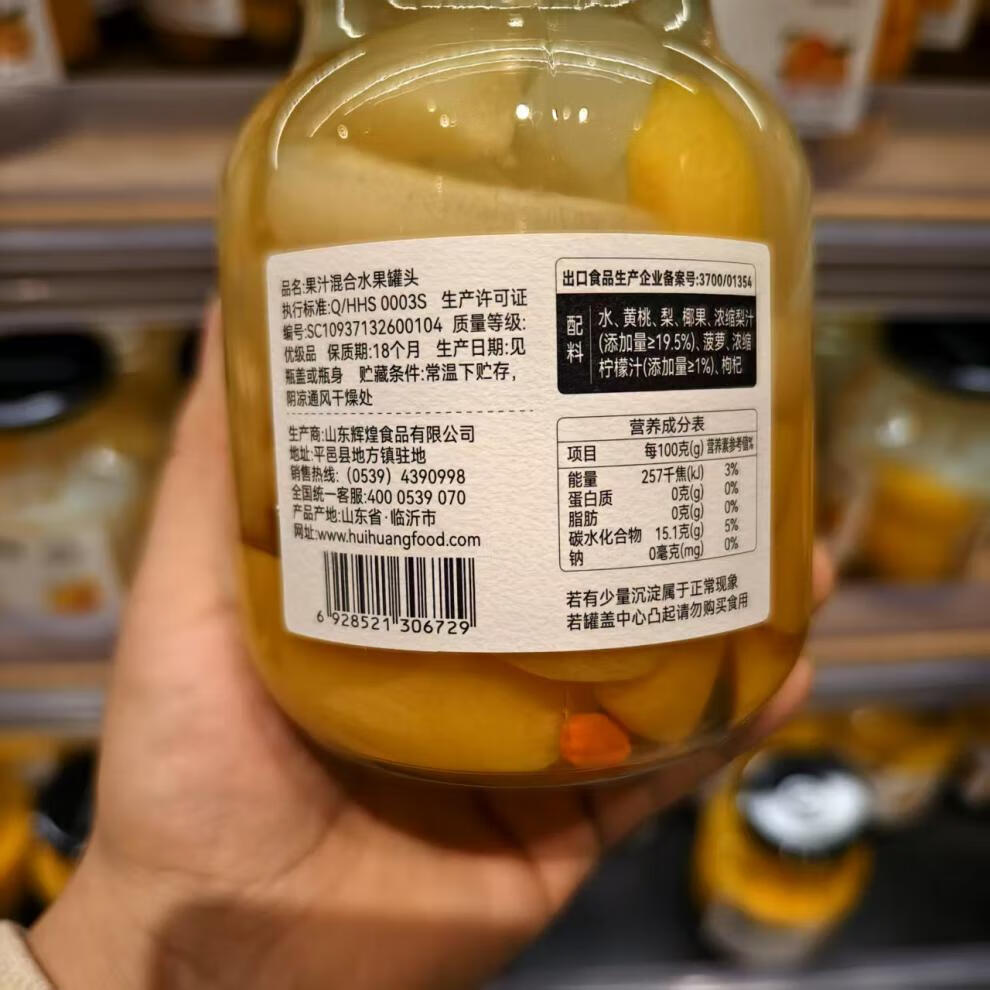 品名:果汁混合水果罐头
执行标准:Q/HHS 0003S 生产许可证
编号:SC10937132600104 质量等级:
优级品 保质期:18个月 生产日期:见
瓶盖或瓶身 贮藏条件:常温下贮存,
阴凉通风干燥处
生产商:山东辉煌食品有限公司
地址:平邑县地方镇驻地
销售热线:(0539) 4390998
全国统一客服:400 0539 070
产品产地:山东省·临沂市
网址:www.huihuangfood.com
6 928521 306729
出口食品生产企业备案号:3700/01354
配料
水、黄桃、梨、椰果、浓缩梨汁
(添加量≥19.5%)、菠萝、浓缩
柠檬汁(添加量≥1%)、枸杞
营养成分表
项目 每100克(g) 营养素参考值%
能量 257千焦(kJ) 3%
蛋白质 0克(g) 0%
脂肪 0克(g) 0%
碳水化合物 15.1克(g) 5%
钠 0毫克(mg) 0%
若有少量沉淀属于正常现象
若罐盖中心凸起请勿购买食用